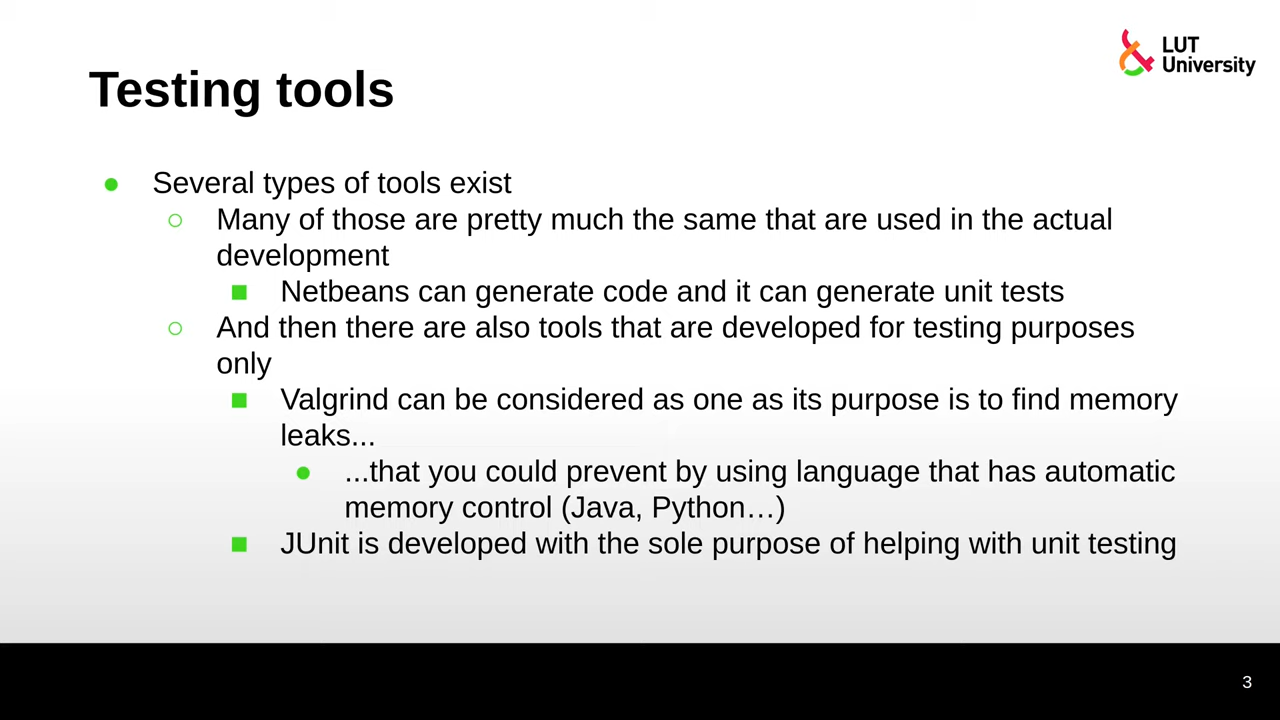 LUT
University
Testing tools
Several types of tools exist
Many of those are pretty much the same that are used in the actual
development
Netbeans can generate code and it can generate unit tests
And then there are also tools that are developed for testing purposes
only
Valgrind can be considered as one as its purpose is to find memory
leaks...
...that you could prevent by using language that has automatic
memory control (Java, Python…)
JUnit is developed with the sole purpose of helping with unit testing
3